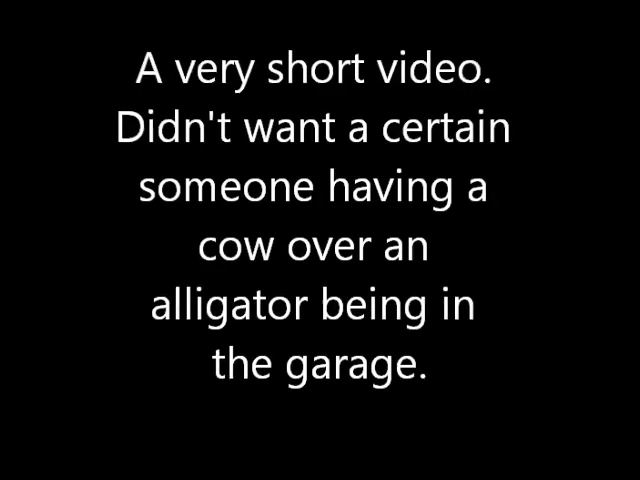 A very short video.
Didn't want a certain
someone having a
cow over an
alligator being in
the garage.